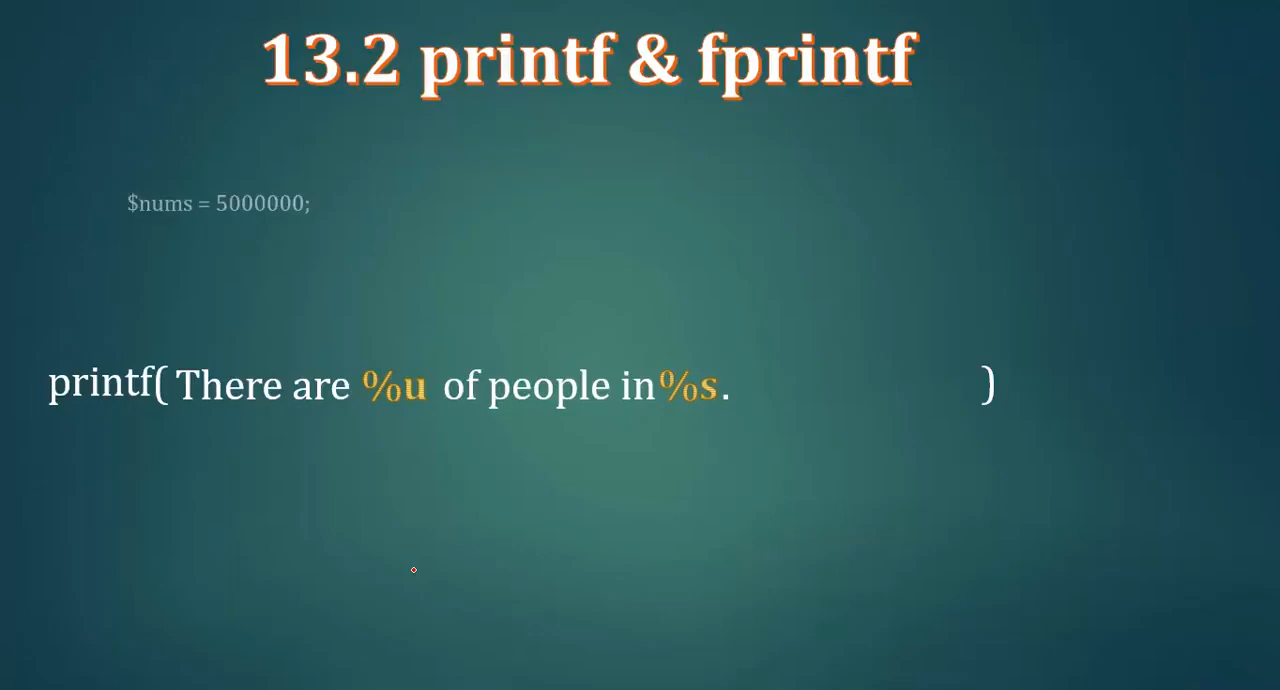 13.2 printf & fprintf
$nums = 5000000;
printf( There are %u of people in%s. )